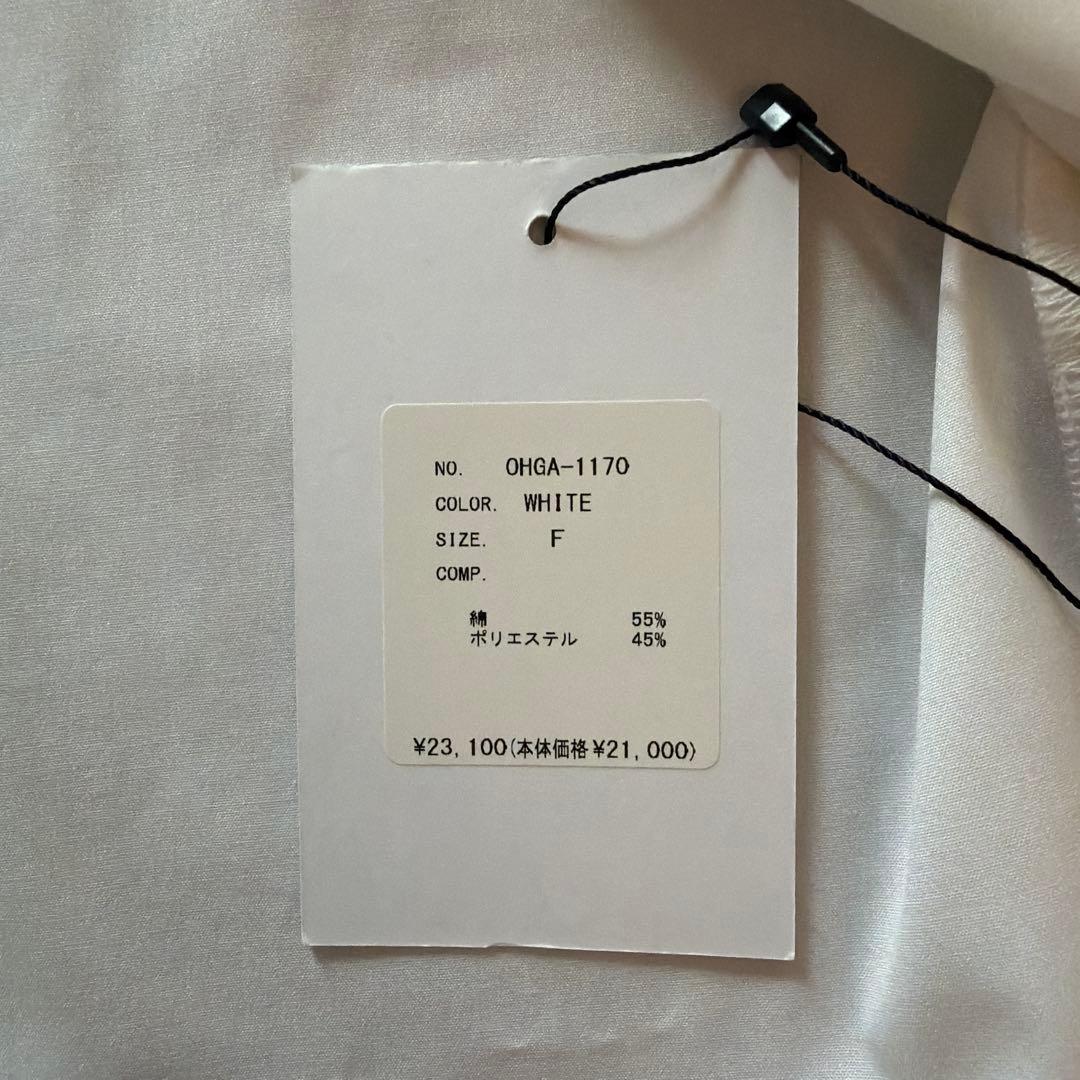 NO. OHGA-1170
COLOR. WHITE
SIZE. F
COMP.
綿 55%
ポリエステル 45%
¥23,100(本体価格¥21,000)